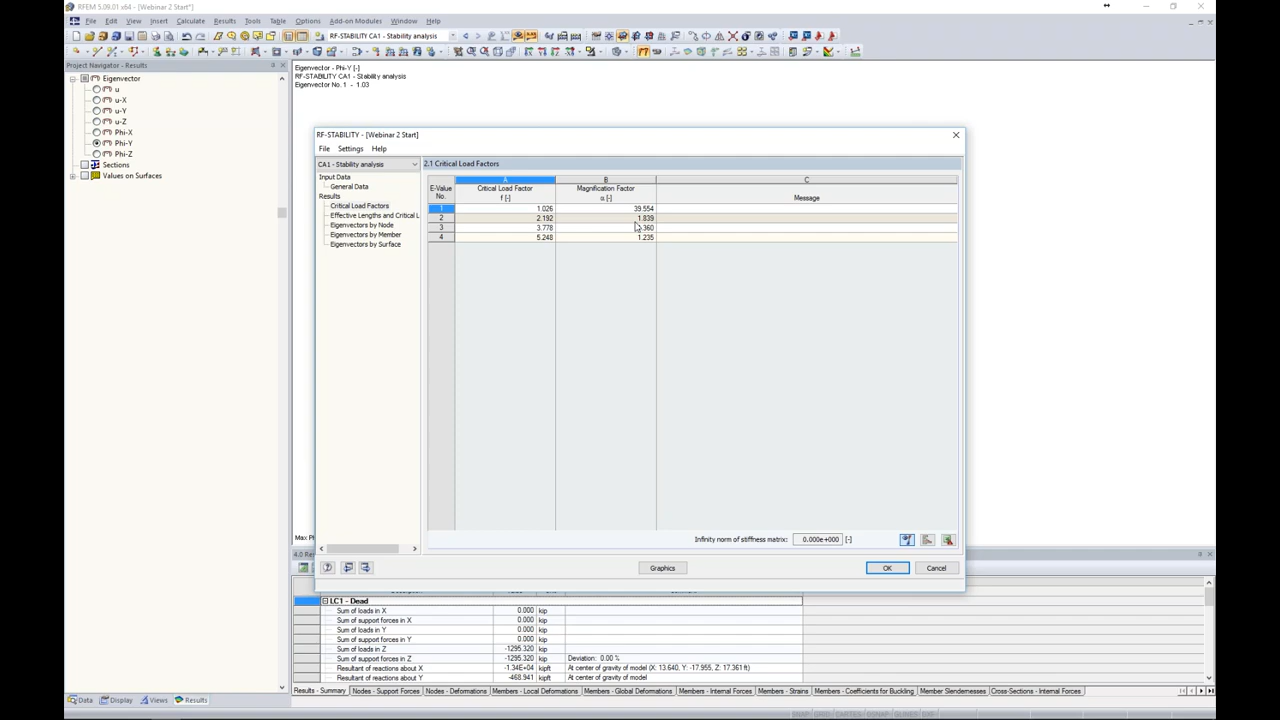 RFEM 5.09.01 x64 - [Webinar 2 Start*]
File Edit View Insert Calculate Results Tools Table Options Add-on Modules Window Help
RF-STABILITY CA1 - Stability analysis
Project Navigator - Results
Eigenvector
u
u-X
u-Y
u-Z
Phi-X
Phi-Y
Phi-Z
Sections
Values on Surfaces
Data Display Views Results
Eigenvector - Phi-Y [-]
RF-STABILITY CA1 - Stability analysis
Eigenvector No. 1 - 1.03
RF-STABILITY - [Webinar 2 Start]
File Settings Help
CA1 - Stability analysis
Input Data
General Data
Results
Critical Load Factors
Effective Lengths and Critical L
Eigenvectors by Node
Eigenvectors by Member
Eigenvectors by Surface
2.1 Critical Load Factors
A B C
E-Value No. Critical Load Factor f [-] Magnification Factor α [-] Message
1 1.026 39.554
2 2.192 1.839
3 3.778 .360
4 5.248 1.235
Infinity norm of stiffness matrix: 0.000e+000 [-]
Graphics OK Cancel
LC1 - Dead
Sum of loads in X 0.000 kip
Sum of support forces in X 0.000 kip
Sum of loads in Y 0.000 kip
Sum of support forces in Y 0.000 kip
Sum of loads in Z -1295.320 kip
Sum of support forces in Z -1295.320 kip Deviation: 0.00 %
Resultant of reactions about X -1.34E+04 kipft At center of gravity of model (X: 13.640, Y: -17.955, Z: 17.361 ft)
Resultant of reactions about Y -468.941 kipft At center of gravity of model
Results - Summary Nodes - Support Forces Nodes - Deformations Members - Local Deformations Members - Global Deformations Members - Internal Forces Members - Strains Members - Coefficients for Buckling Member Slendernesses Cross-Sections - Internal Forces
SNAP GRID CARTES OSNAP GLINES DXF